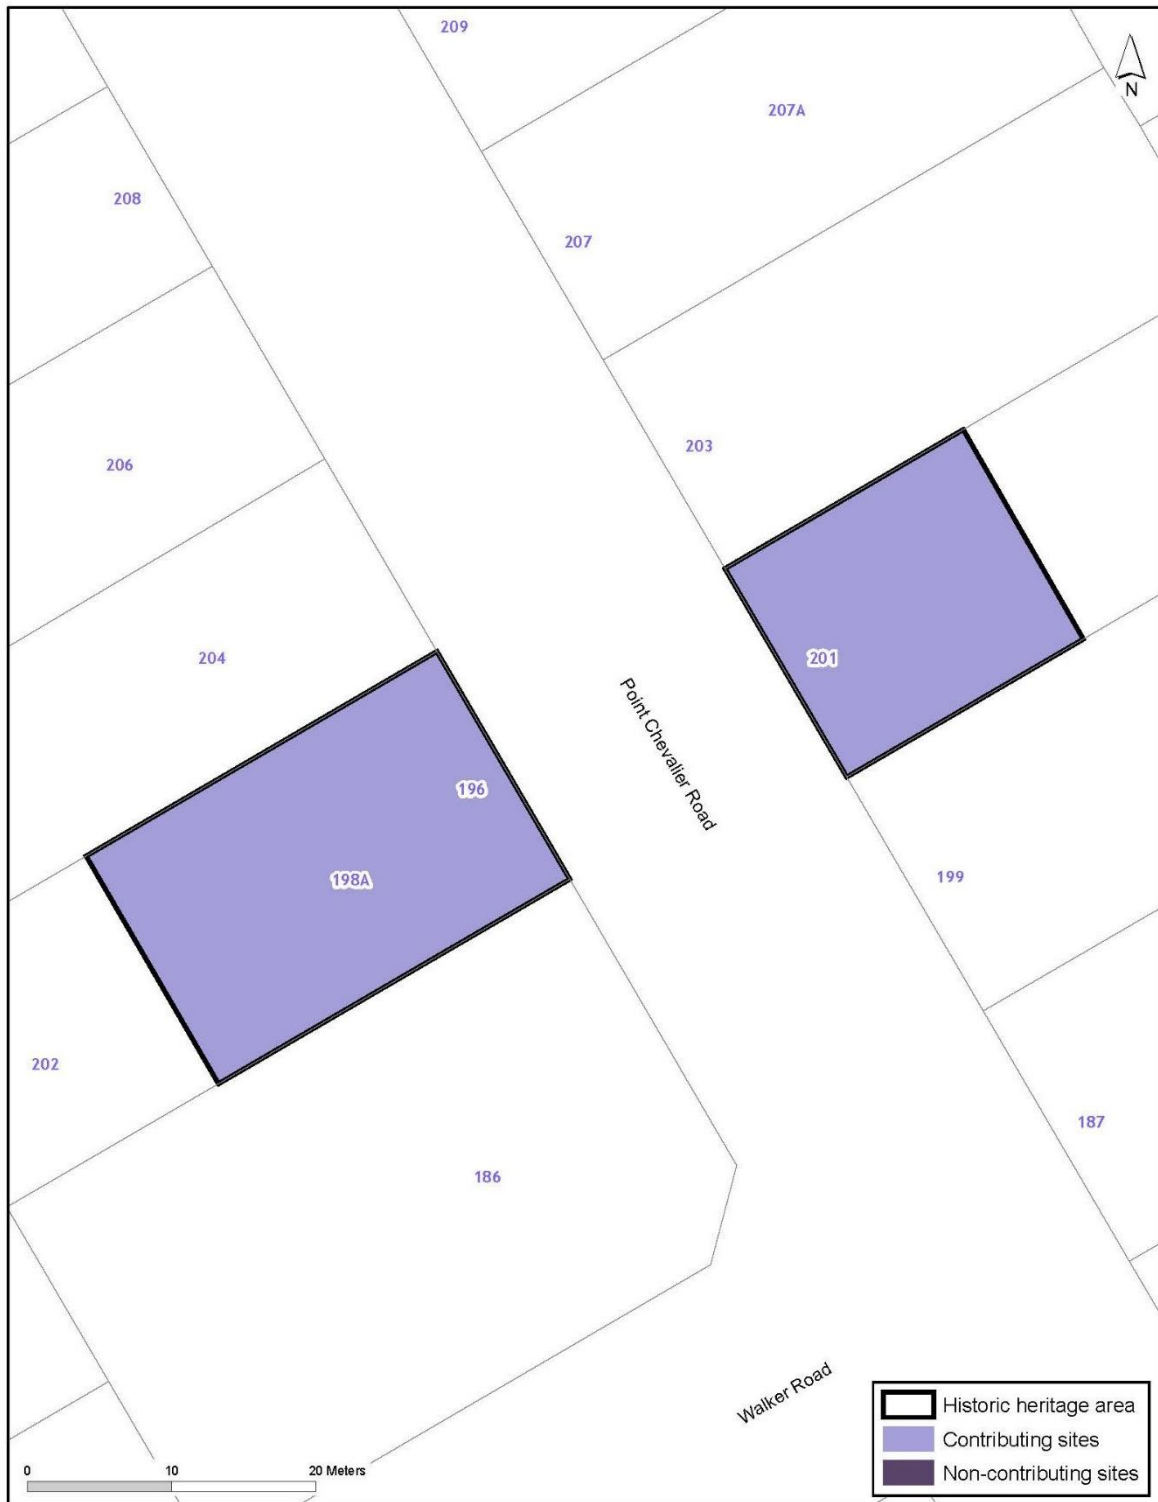 209
N
207A
208
207
203
206
204
201
Point Chevalier Road
196
198A
199
202
187
186
Walker Road
Historic heritage area
Contributing sites
Non-contributing sites
0 10 20 Meters